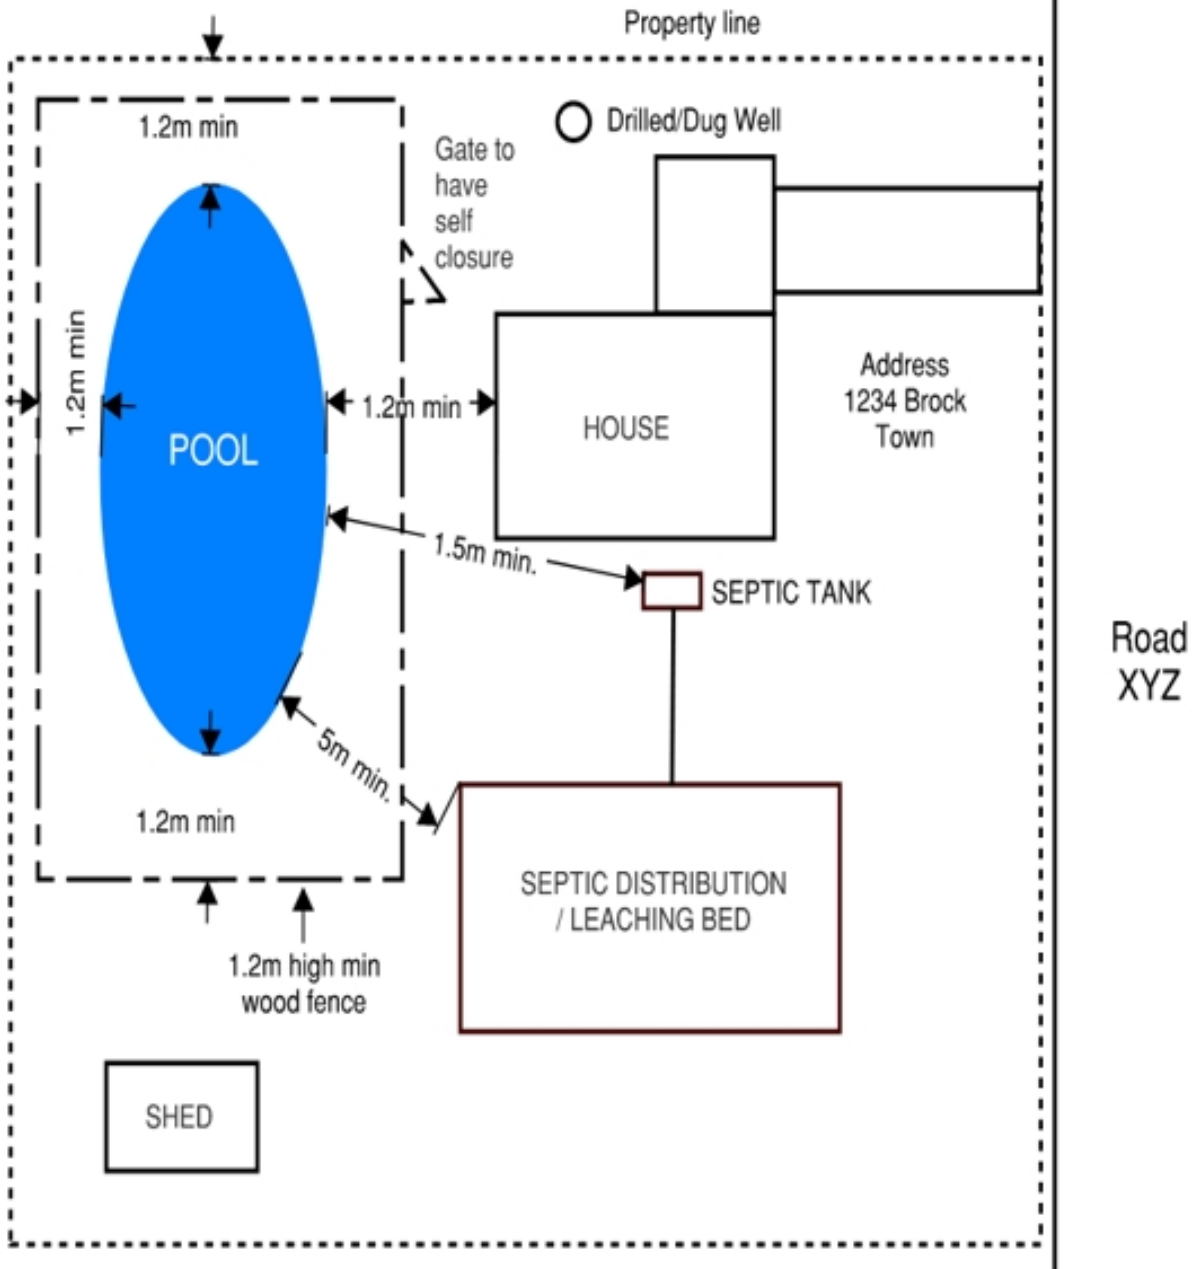 Property line
1.2m min
Drilled/Dug Well
Gate to
have
self
closure
1.2m min
1.2m min
POOL
HOUSE
Address
1234 Brock
Town
1.5m min.
SEPTIC TANK
Road
XYZ
5m min.
1.2m min
SEPTIC DISTRIBUTION
/ LEACHING BED
1.2m high min
wood fence
SHED